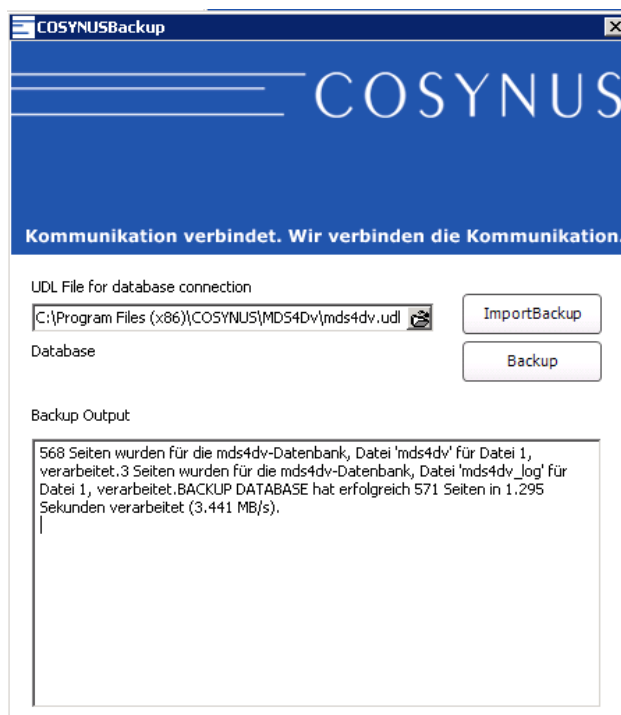 COSYNUSBackup
COSYNUS
Kommunikation verbindet. Wir verbinden die Kommunikation.
UDL File for database connection
C:\Program Files (x86)\COSYNUS\MDS4Dv\mds4dv.udl
ImportBackup
Database
Backup
Backup Output
568 Seiten wurden für die mds4dv-Datenbank, Datei 'mds4dv' für Datei 1,
verarbeitet.3 Seiten wurden für die mds4dv-Datenbank, Datei 'mds4dv_log' für
Datei 1, verarbeitet.BACKUP DATABASE hat erfolgreich 571 Seiten in 1.295
Sekunden verarbeitet (3.441 MB/s).